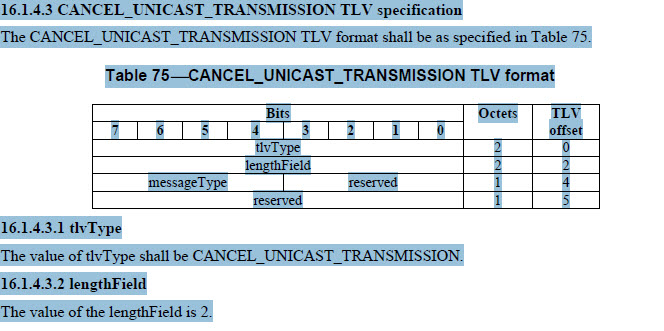 16.1.4.3 CANCEL_UNICAST_TRANSMISSION TLV specification
The CANCEL_UNICAST_TRANSMISSION TLV format shall be as specified in Table 75.
Table 75—CANCEL_UNICAST_TRANSMISSION TLV format
Bits Octets TLV offset
7 6 5 4 3 2 1 0
tlvType 2 0
lengthField 2 2
messageType reserved 1 4
reserved 1 5
16.1.4.3.1 tlvType
The value of tlvType shall be CANCEL_UNICAST_TRANSMISSION.
16.1.4.3.2 lengthField
The value of the lengthField is 2.